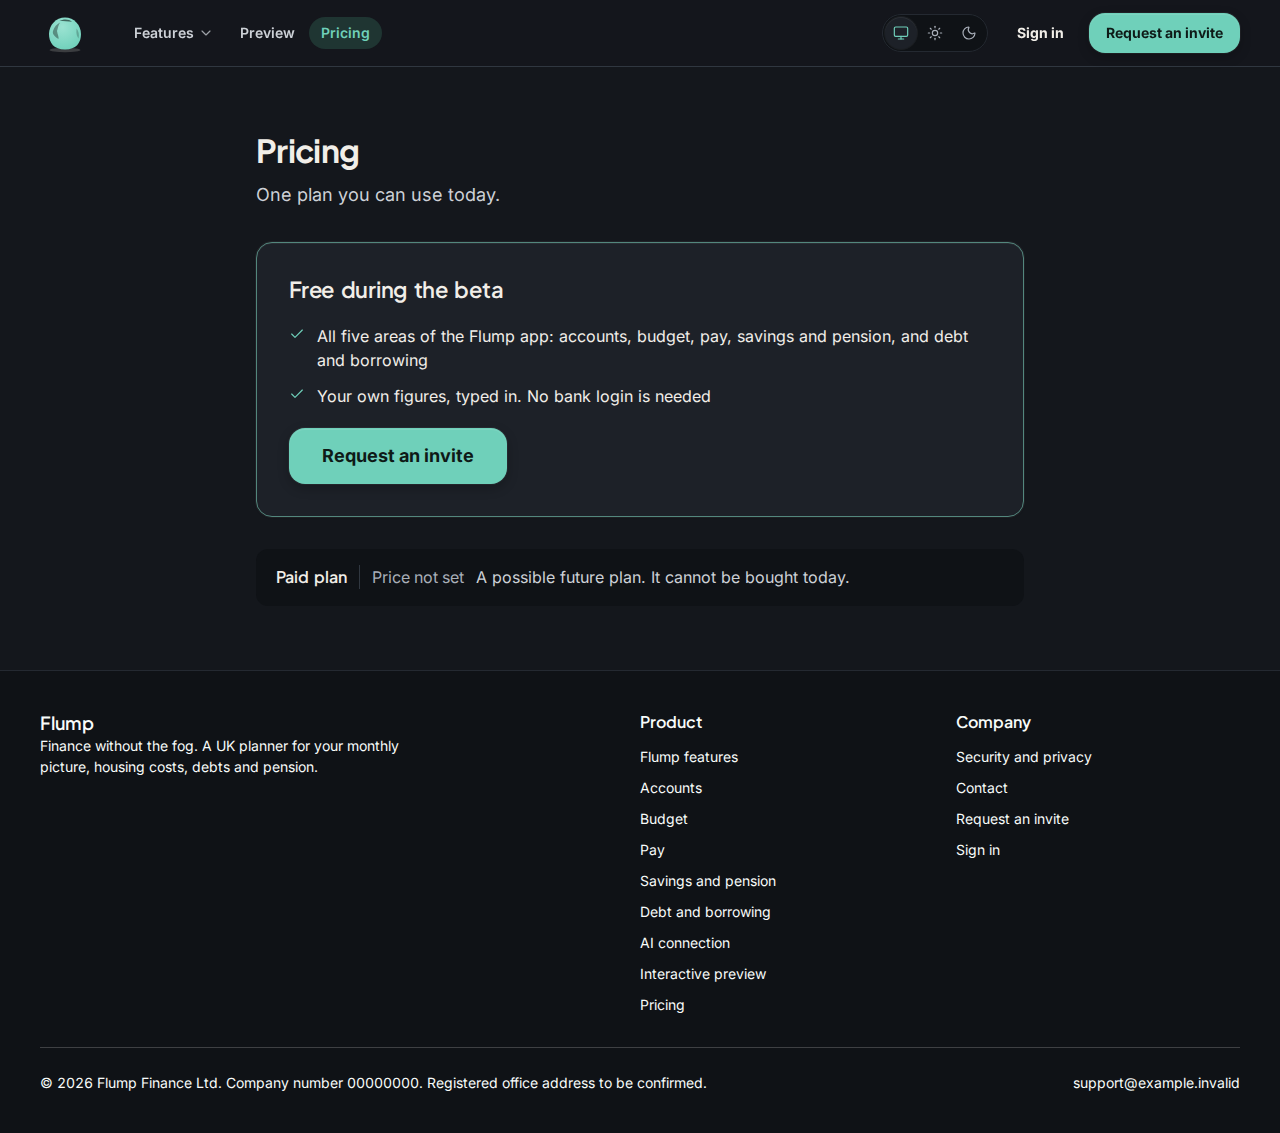 Features
Preview
Pricing
Sign in
Request an invite
Pricing
One plan you can use today.
Free during the beta
All five areas of the Flump app: accounts, budget, pay, savings and pension, and debt
and borrowing
Your own figures, typed in. No bank login is needed
Request an invite
Paid plan
Price not set
A possible future plan. It cannot be bought today.
Flump
Finance without the fog. A UK planner for your monthly
picture, housing costs, debts and pension.
Product
Flump features
Accounts
Budget
Pay
Savings and pension
Debt and borrowing
AI connection
Interactive preview
Pricing
Company
Security and privacy
Contact
Request an invite
Sign in
© 2026 Flump Finance Ltd. Company number 00000000. Registered office address to be confirmed.
support@example.invalid